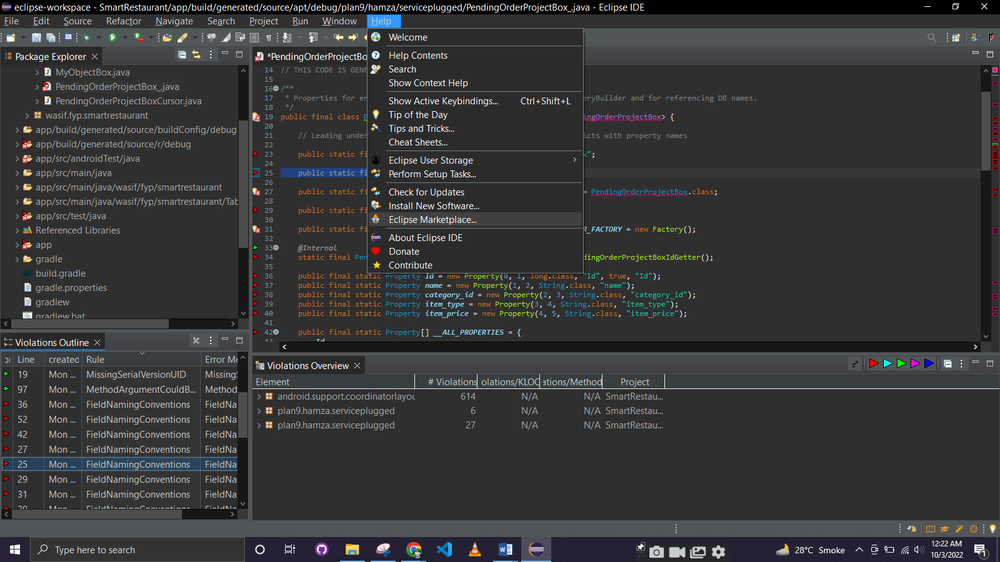 eclipse-workspace - SmartRestaurant/app/build/generated/source/apt/debug/plan9/hamza/serviceplugged/PendingOrderProjectBox_.java - Eclipse IDE
File Edit Source Refactor Navigate Search Project Run Window Help
Package Explorer
MyObjectBox.java
PendingOrderProjectBox_.java
PendingOrderProjectBoxCursor.java
wasif.fyp.smartrestaurant
app/build/generated/source/buildConfig/debug
app/build/generated/source/r/debug
app/src/androidTest/java
app/src/main/java
app/src/main/java/wasif/fyp/smartrestaurant
app/src/main/java/wasif/fyp/smartrestaurant/Tab
app/src/test/java
Referenced Libraries
app
gradle
build.gradle
gradle.properties
gradlew
gradlew.bat
*PendingOrderProjectBo
14 // THIS CODE IS GENE
15
16 /**
17 * Properties for en eryBuilder and for referencing DB names.
18 */
19 public final class P ngOrderProjectBox> {
20
21 // Leading under icts with property names
22
23 public static fi x";
25 public static fi
26
27 public static fi = PendingOrderProjectBox.class;
28
29 public static fi
30
31 public static fi R_FACTORY = new Factory();
32
33 @Internal
34 static final Pen ndingOrderProjectBoxIdGetter();
36 public final static Property Id = new Property(0, 1, long.class, "Id", true, "Id");
37 public final static Property name = new Property(1, 2, String.class, "name");
38 public final static Property category_id = new Property(2, 3, String.class, "category_id");
39 public final static Property item_type = new Property(3, 4, String.class, "item_type");
40 public final static Property item_price = new Property(4, 5, String.class, "item_price");
41
42 public final static Property[] __ALL_PROPERTIES = {
43 Id
Welcome
Help Contents
Search
Show Context Help
Show Active Keybindings... Ctrl+Shift+L
Tip of the Day
Tips and Tricks...
Cheat Sheets...
Eclipse User Storage
Perform Setup Tasks...
Check for Updates
Install New Software...
Eclipse Marketplace...
About Eclipse IDE
Donate
Contribute
Violations Outline
Line created Rule Error Me
19 Mon ... MissingSerialVersionUID Missing
97 Mon ... MethodArgumentCouldB... Method
36 Mon ... FieldNamingConventions FieldNa
52 Mon ... FieldNamingConventions FieldNa
42 Mon ... FieldNamingConventions FieldNa
27 Mon ... FieldNamingConventions FieldNa
25 Mon ... FieldNamingConventions FieldNa
29 Mon ... FieldNamingConventions FieldNa
31 Mon ... FieldNamingConventions FieldNa
Mon ... FieldNamingConventions FieldNa
Violations Overview
Element # Violations olations/KLOC ations/Method Project
android.support.coordinatorlayou 614 N/A N/A SmartRestau...
plan9.hamza.serviceplugged 6 N/A N/A SmartRestau...
plan9.hamza.serviceplugged 27 N/A N/A SmartRestau...
Type here to search
28°C Smoke
12:22 AM
10/3/2022
1